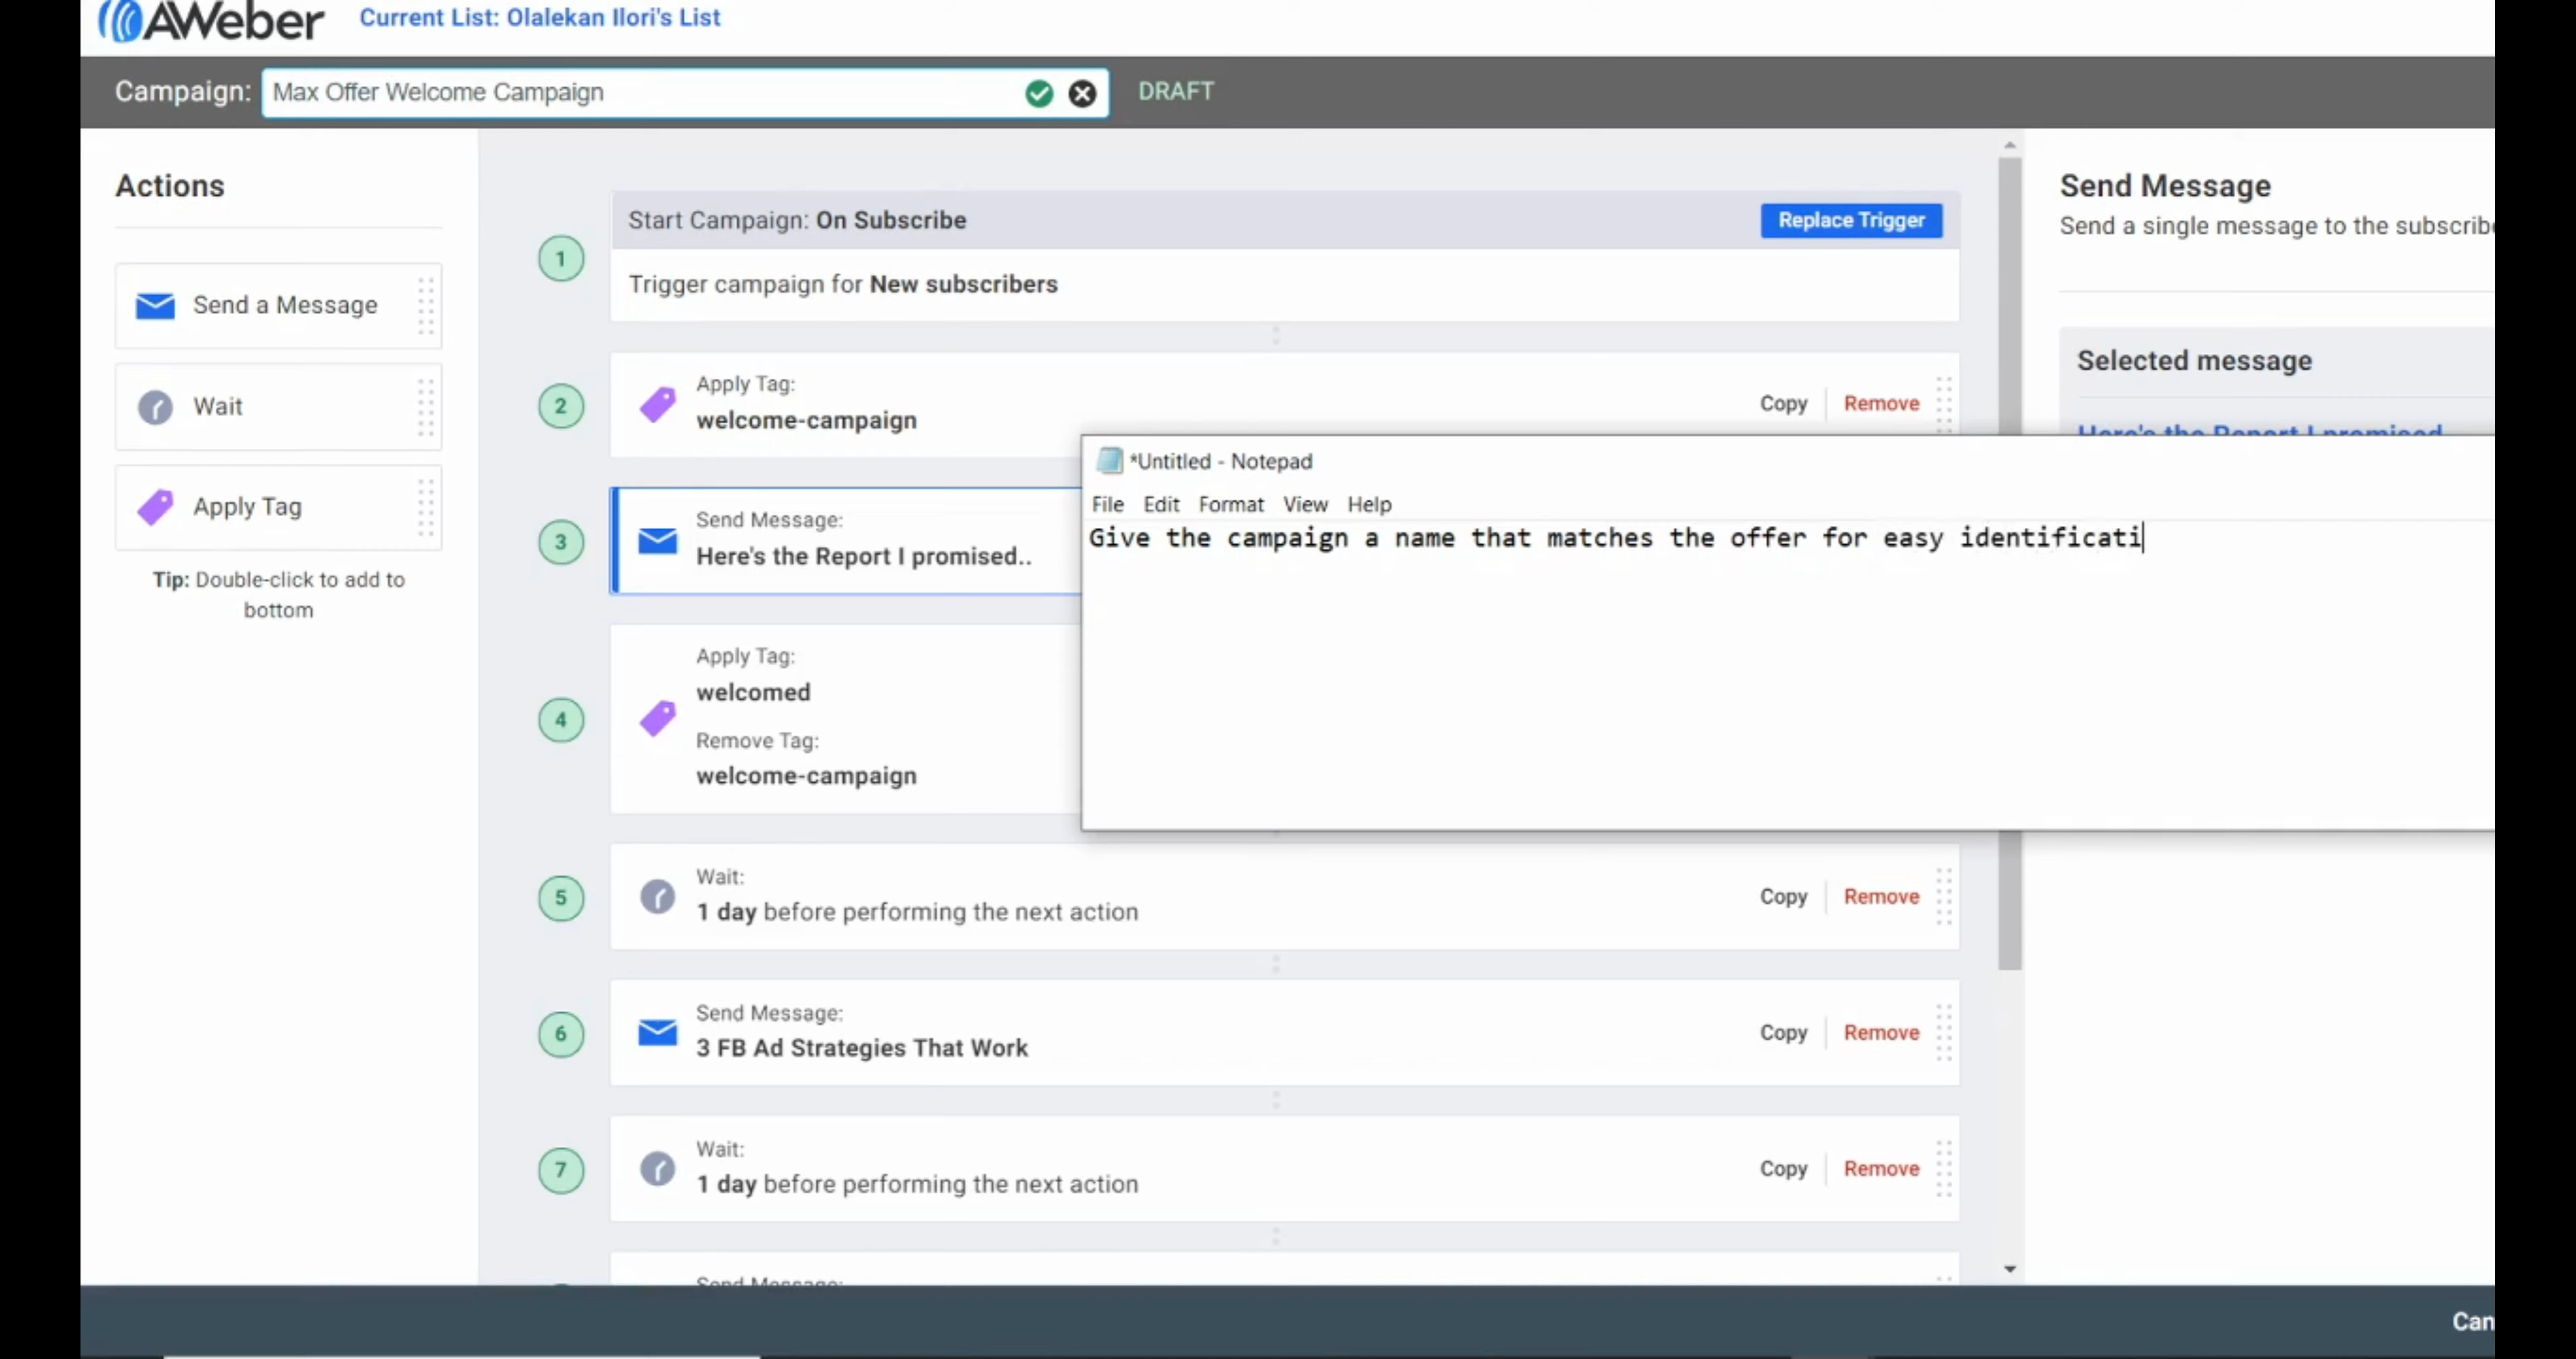 AWeber
Current List: Olalekan Ilori's List
Campaign:
Max Offer Welcome Campaign
DRAFT
Actions
Send a Message
Wait
Apply Tag
Tip: Double-click to add to
bottom
1
Start Campaign: On Subscribe
Replace Trigger
Trigger campaign for New subscribers
2
Apply Tag:
welcome-campaign
Copy
Remove
3
Send Message:
Here's the Report I promised..
4
Apply Tag:
welcomed
Remove Tag:
welcome-campaign
*Untitled - Notepad
File Edit Format View Help
Give the campaign a name that matches the offer for easy identificati
5
Wait:
1 day before performing the next action
Copy
Remove
6
Send Message:
3 FB Ad Strategies That Work
Copy
Remove
7
Wait:
1 day before performing the next action
Copy
Remove
Send Message:
Send Message
Send a single message to the subscrib
Selected message
Here's the Report I promised
Can